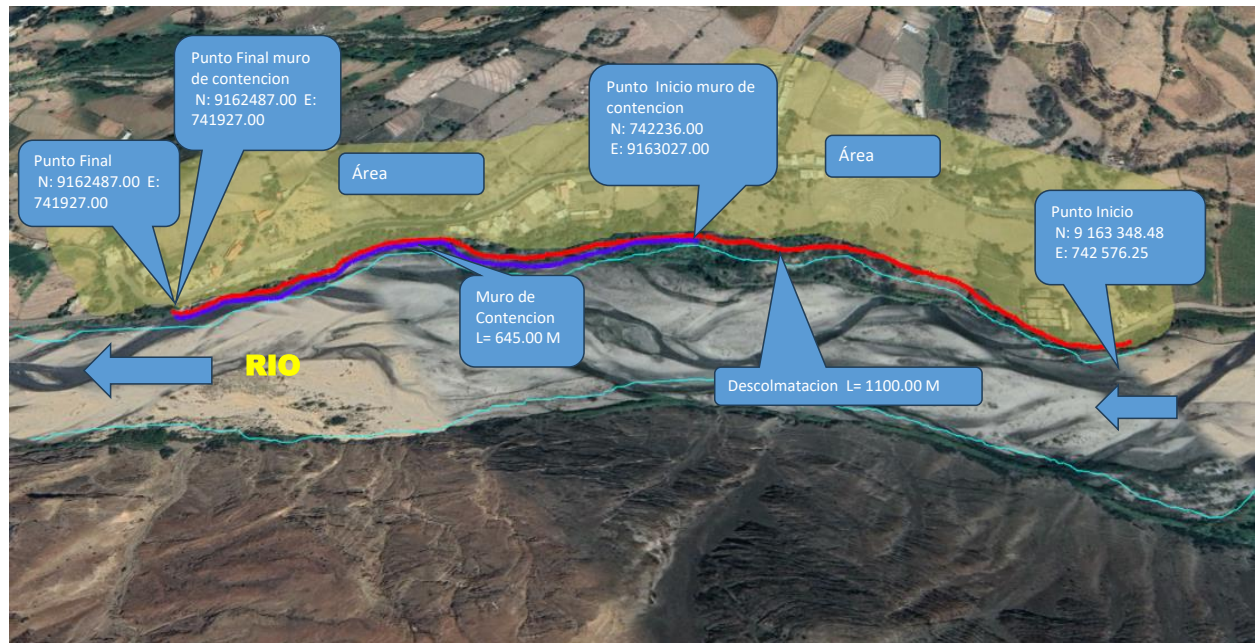 Punto Final muro
de contencion
N: 9162487.00 E:
741927.00
Punto Final
N: 9162487.00 E:
741927.00
Área
Punto Inicio muro de
contencion
N: 742236.00
E: 9163027.00
Área
Punto Inicio
N: 9 163 348.48
E: 742 576.25
Muro de
Contencion
L= 645.00 M
RIO
Descolmatacion L= 1100.00 M